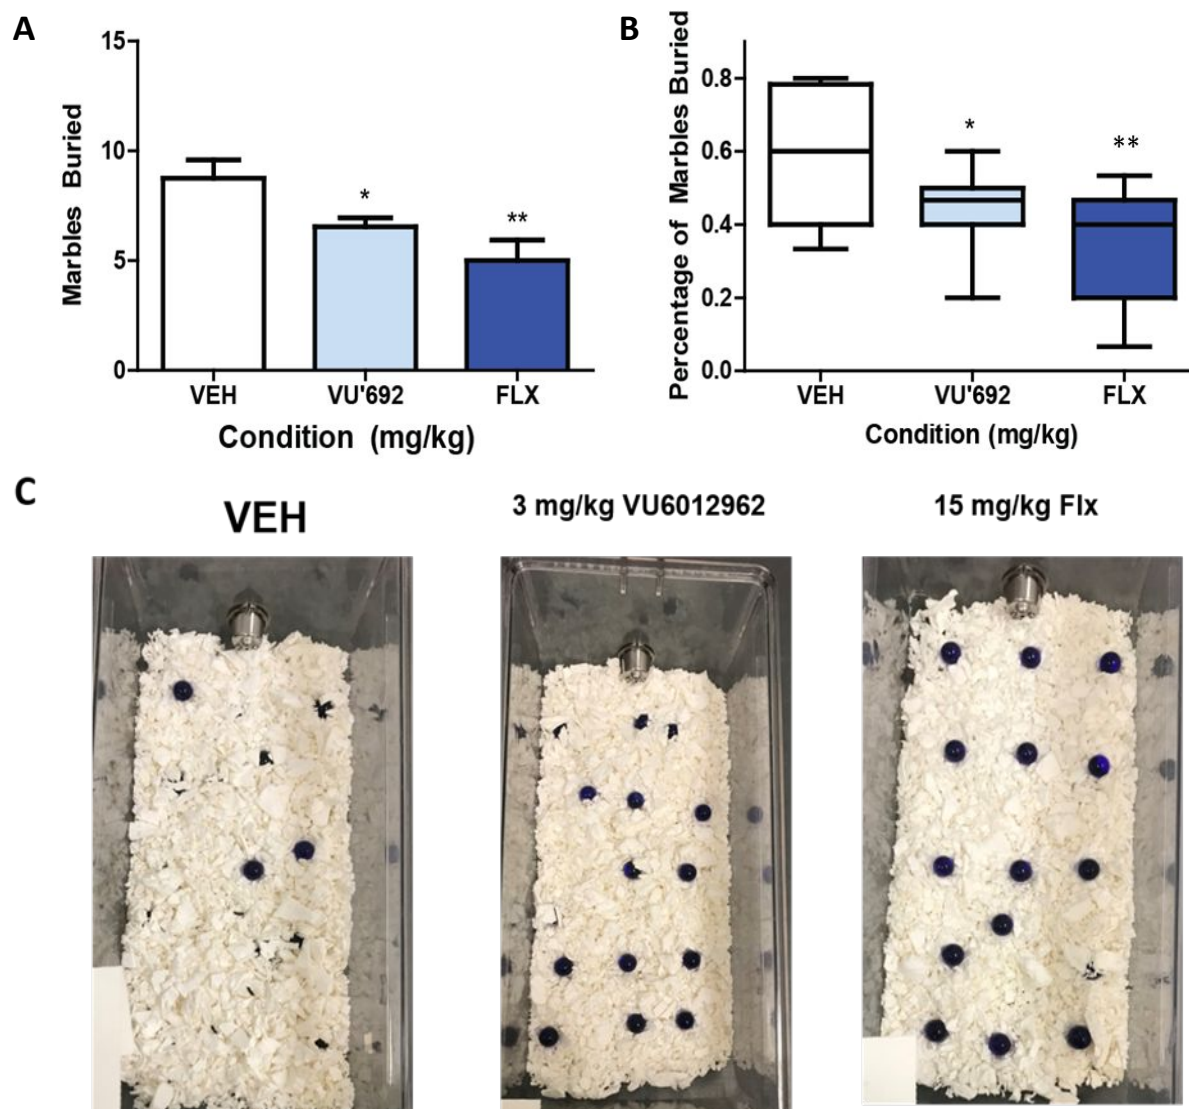 A
15
10
5
0
Marbles Buried
*
**
VEH
VU'692
FLX
Condition (mg/kg)
B
0.8
0.6
0.4
0.2
0.0
Percentage of Marbles Buried
*
**
VEH
VU'692
FLX
Condition (mg/kg)
C
VEH
3 mg/kg VU6012962
15 mg/kg Flx